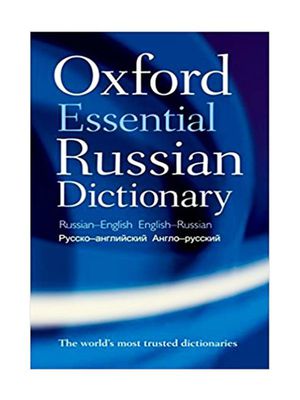 Oxford
Essential
Russian
Dictionary
Russian–English English–Russian
Русско–английский Англо–русский
The world's most trusted dictionaries